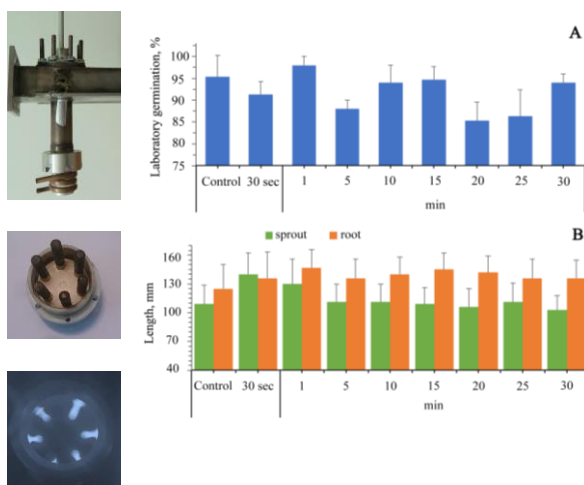 A
Laboratory germination, %
100
95
90
85
80
75
Control 30 sec 1 5 10 15 20 25 30
min
B
sprout root
Length, mm
160
130
100
70
40
Control 30 sec 1 5 10 15 20 25 30
min